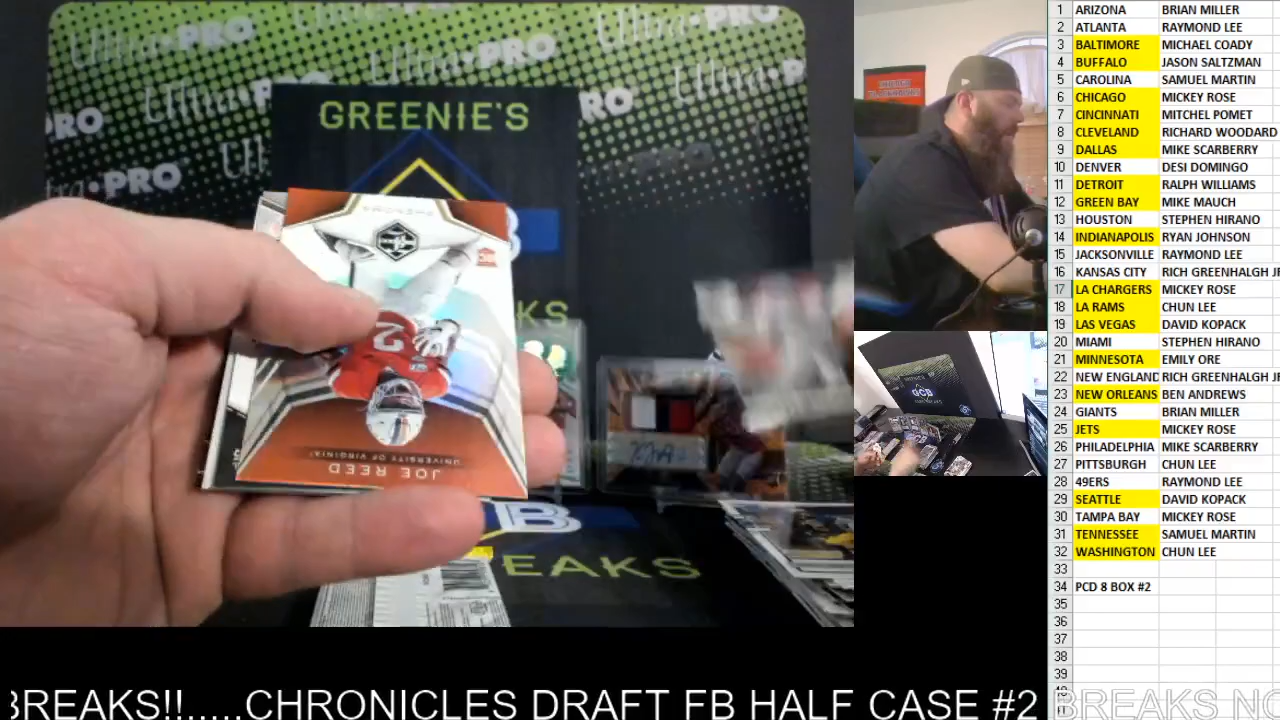 Ultra•PRO
Ultra•PRO
GREENIE'S
JOE REED
UNIVERSITY OF VIRGINIA
BREAKS!!.....CHRONICLES DRAFT FB HALF CASE #2
BREAKS
1 ARIZONA BRIAN MILLER
2 ATLANTA RAYMOND LEE
3 BALTIMORE MICHAEL COADY
4 BUFFALO JASON SALTZMAN
5 CAROLINA SAMUEL MARTIN
6 CHICAGO MICKEY ROSE
7 CINCINNATI MITCHEL POMET
8 CLEVELAND RICHARD WOODARD
9 DALLAS MIKE SCARBERRY
10 DENVER DESI DOMINGO
11 DETROIT RALPH WILLIAMS
12 GREEN BAY MIKE MAUCH
13 HOUSTON STEPHEN HIRANO
14 INDIANAPOLIS RYAN JOHNSON
15 JACKSONVILLE RAYMOND LEE
16 KANSAS CITY RICH GREENHALGH JR
17 LA CHARGERS MICKEY ROSE
18 LA RAMS CHUN LEE
19 LAS VEGAS DAVID KOPACK
20 MIAMI STEPHEN HIRANO
21 MINNESOTA EMILY ORE
22 NEW ENGLAND RICH GREENHALGH JR
23 NEW ORLEANS BEN ANDREWS
24 GIANTS BRIAN MILLER
25 JETS MICKEY ROSE
26 PHILADELPHIA MIKE SCARBERRY
27 PITTSBURGH CHUN LEE
28 49ERS RAYMOND LEE
29 SEATTLE DAVID KOPACK
30 TAMPA BAY MICKEY ROSE
31 TENNESSEE SAMUEL MARTIN
32 WASHINGTON CHUN LEE
33
34 PCD 8 BOX #2
35
36
37
38
39